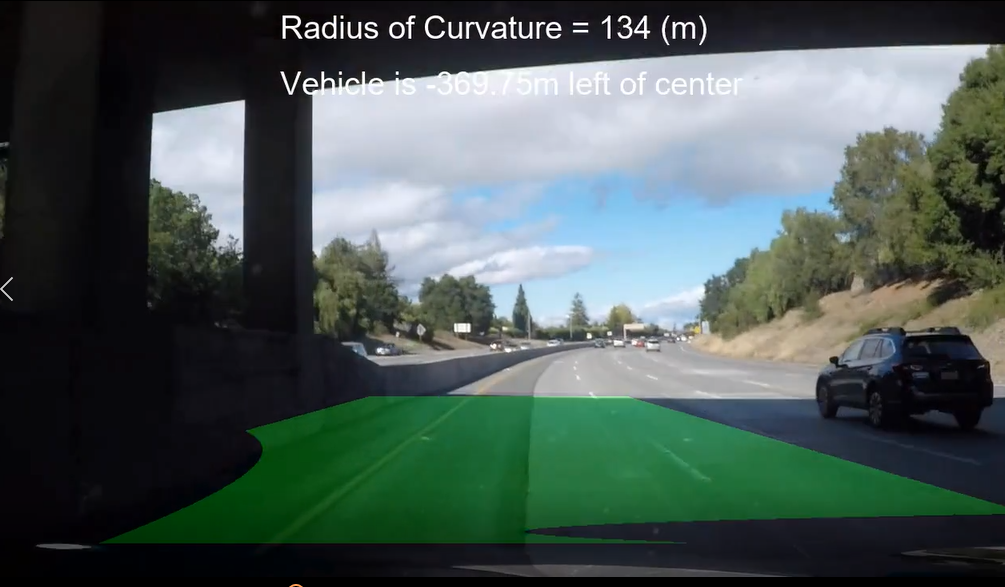 Radius of Curvature = 134 (m)
Vehicle is -369.75m left of center